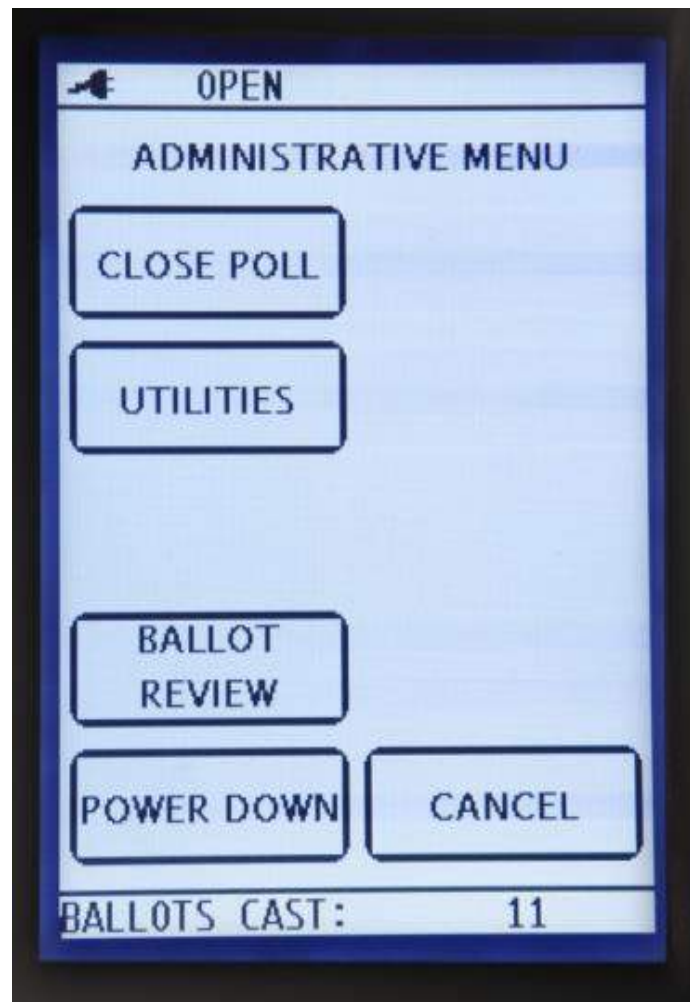 OPEN
ADMINISTRATIVE MENU
CLOSE POLL
UTILITIES
BALLOT
REVIEW
POWER DOWN
CANCEL
BALLOTS CAST: 11